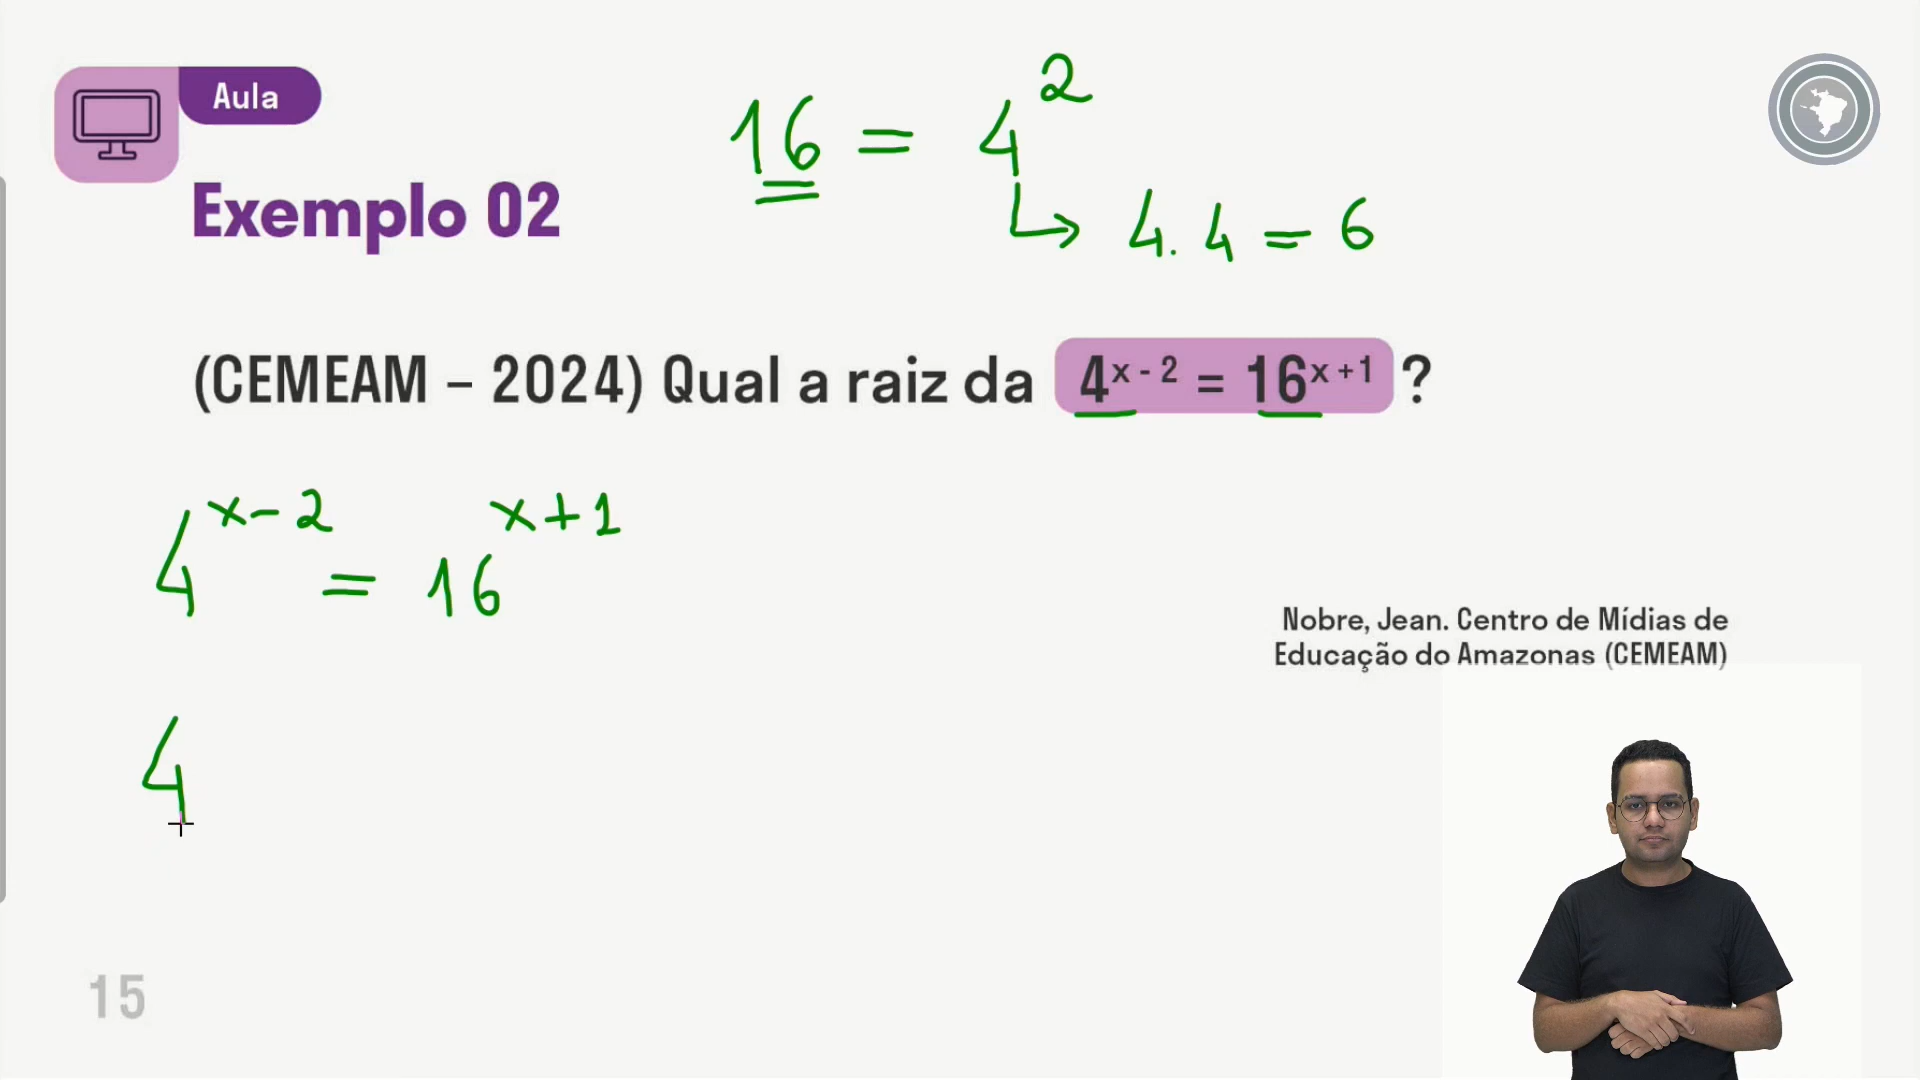 Aula
16 = 4²
Exemplo 02
↳ 4. 4 = 6
(CEMEAM – 2024) Qual a raiz da 4ˣ ⁻ ² = 16ˣ ⁺ ¹ ?
4ˣ⁻² = 16ˣ⁺¹
Nobre, Jean. Centro de Mídias de
Educação do Amazonas (CEMEAM)
4
15